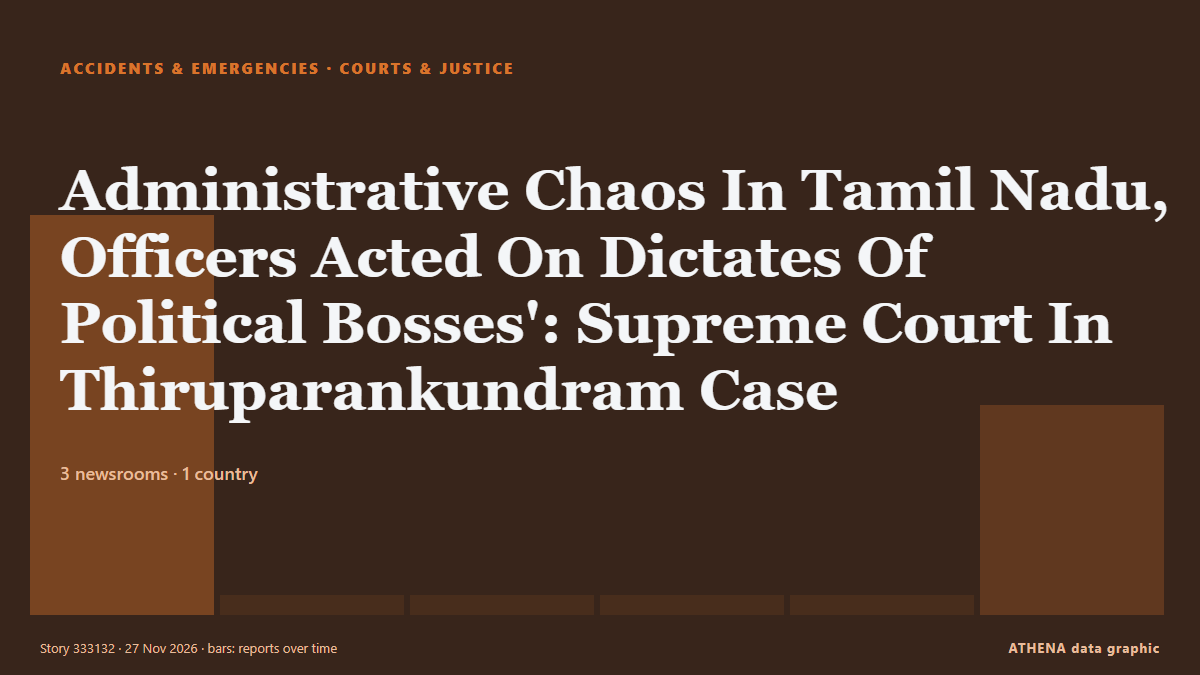 ACCIDENTS & EMERGENCIES · COURTS & JUSTICE
Administrative Chaos In Tamil Nadu,
Officers Acted On Dictates Of
Political Bosses': Supreme Court In
Thiruparankundram Case
3 newsrooms · 1 country
Story 333132 · 27 Nov 2026 · bars: reports over time
ATHENA data graphic